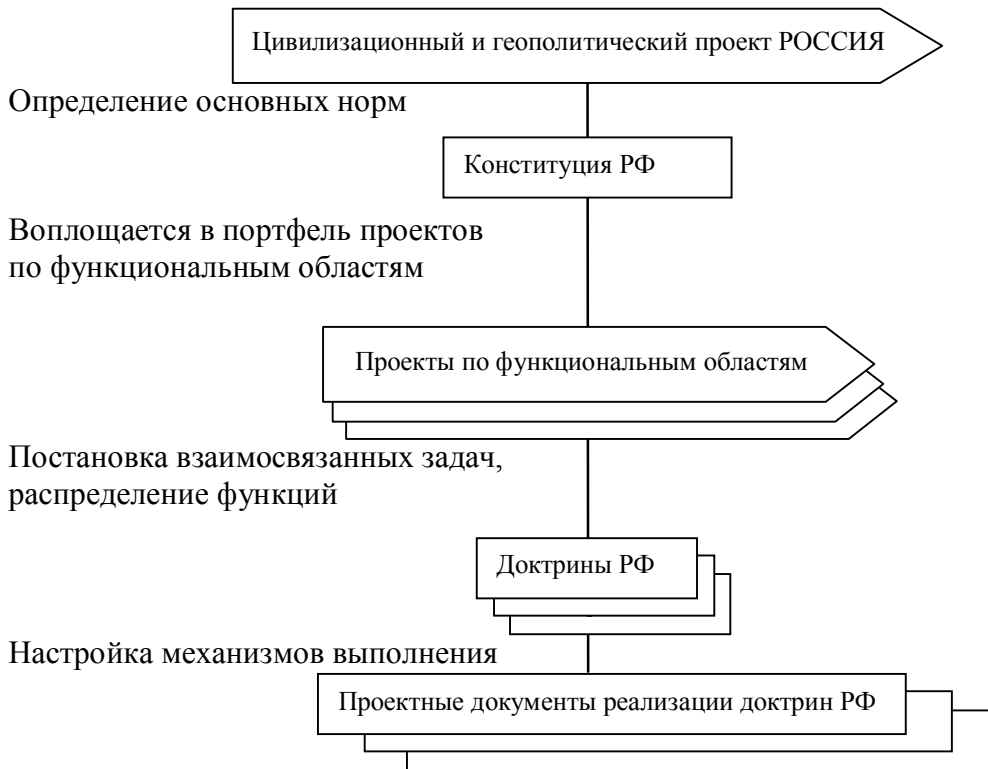 Цивилизационный и геополитический проект РОССИЯ
Определение основных норм
Конституция РФ
Воплощается в портфель проектов
по функциональным областям
Проекты по функциональным областям
Постановка взаимосвязанных задач,
распределение функций
Доктрины РФ
Настройка механизмов выполнения
Проектные документы реализации доктрин РФ